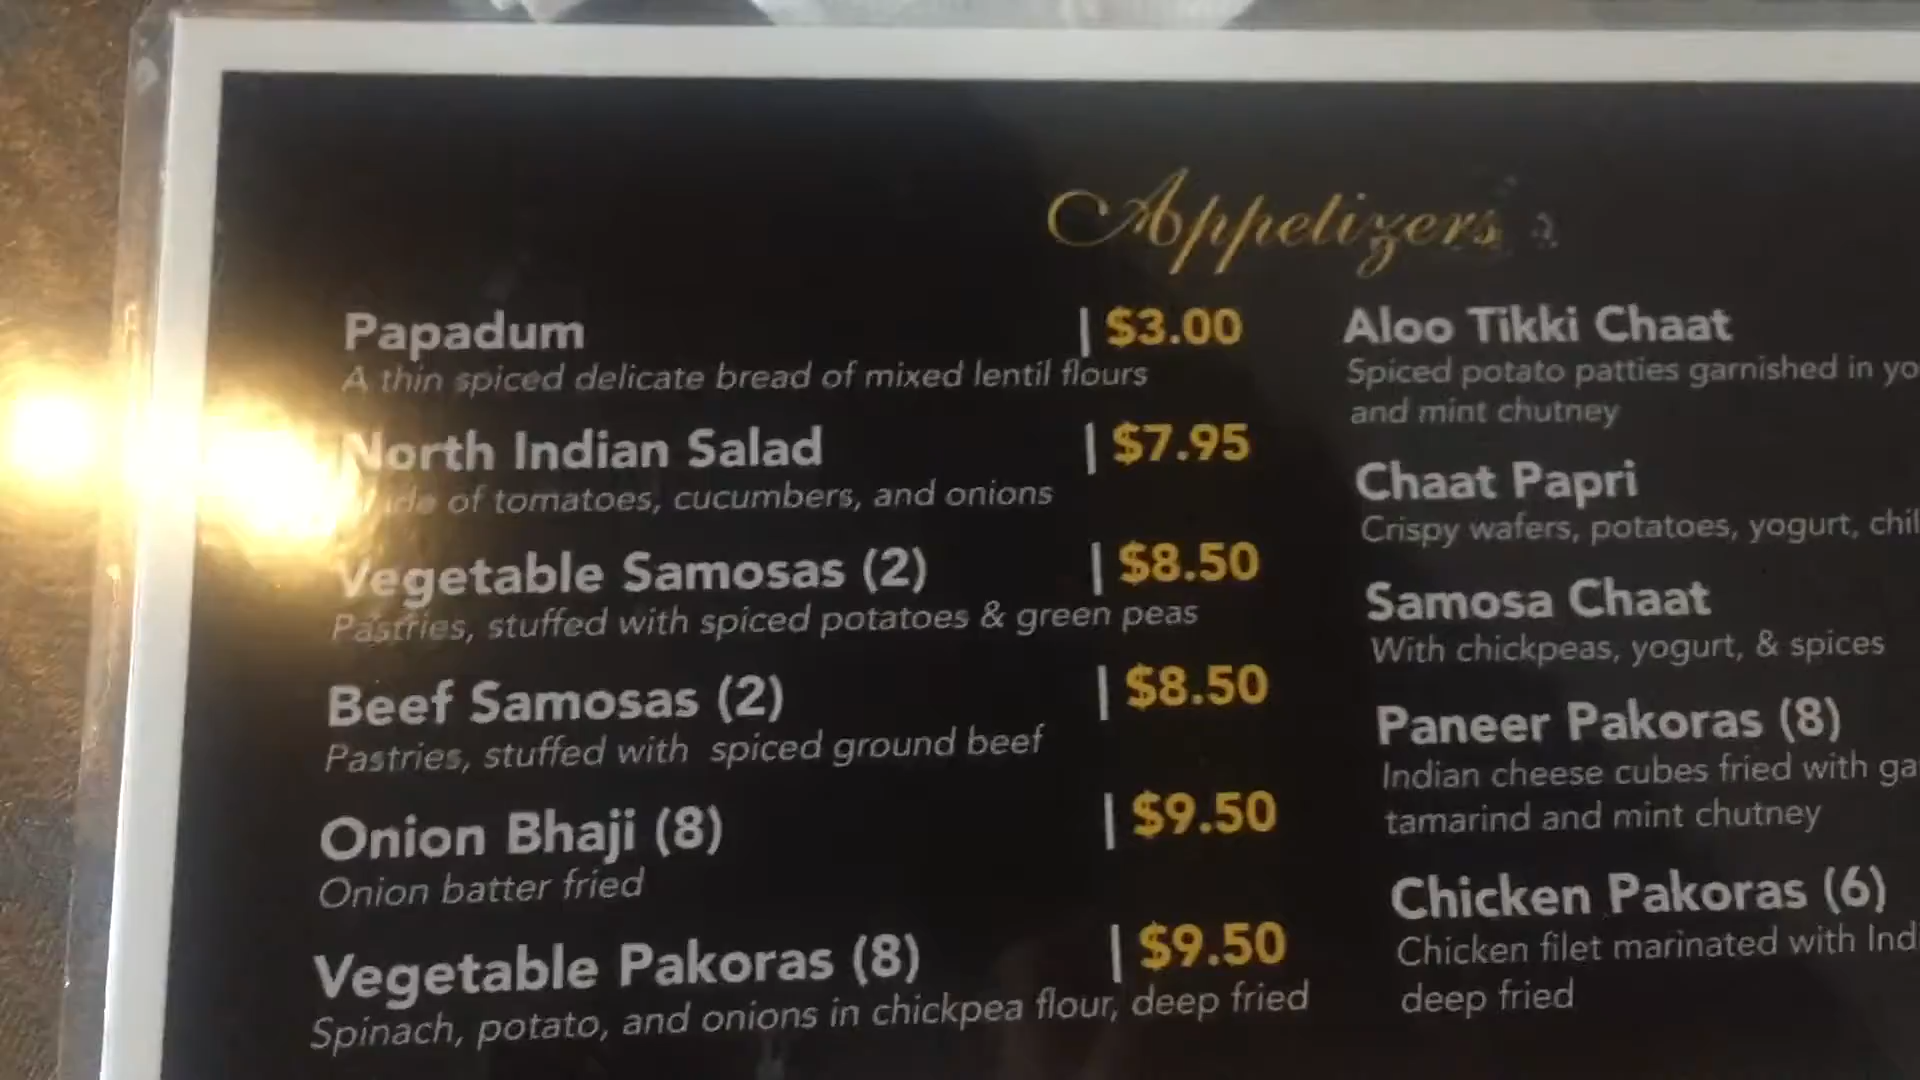 Appetizers
Papadum | $3.00
A thin spiced delicate bread of mixed lentil flours
North Indian Salad | $7.95
of tomatoes, cucumbers, and onions
Vegetable Samosas (2) | $8.50
Pastries, stuffed with spiced potatoes & green peas
Beef Samosas (2) | $8.50
Pastries, stuffed with spiced ground beef
Onion Bhaji (8) | $9.50
Onion batter fried
Vegetable Pakoras (8) | $9.50
Spinach, potato, and onions in chickpea flour, deep fried
Aloo Tikki Chaat
Spiced potato patties garnished in yo
and mint chutney
Chaat Papri
Crispy wafers, potatoes, yogurt, chil
Samosa Chaat
With chickpeas, yogurt, & spices
Paneer Pakoras (8)
Indian cheese cubes fried with ga
tamarind and mint chutney
Chicken Pakoras (6)
Chicken filet marinated with Ind
deep fried